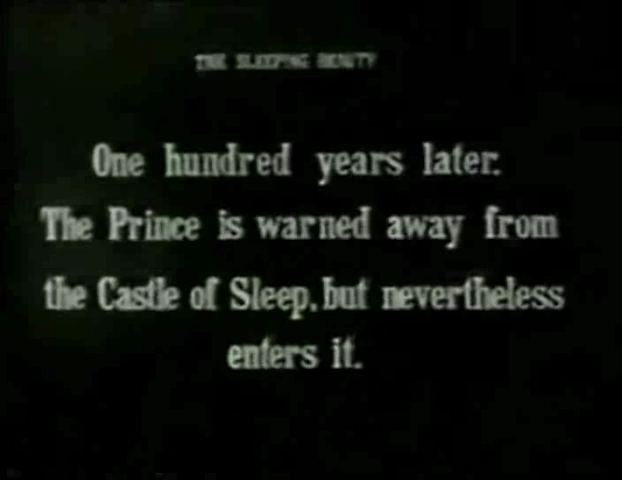 THE SLEEPING BEAUTY
One hundred years later.
The Prince is warned away from
the Castle of Sleep, but nevertheless
enters it.